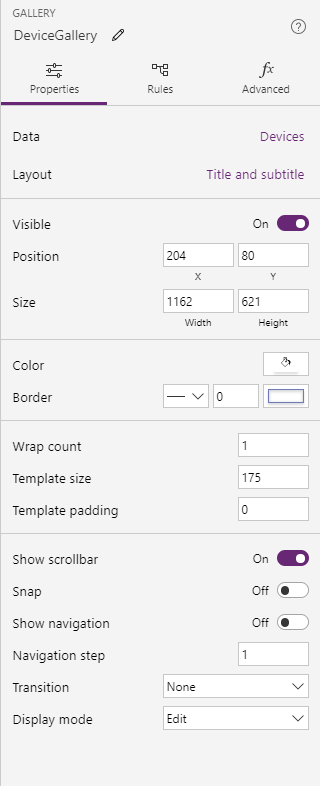 GALLERY
DeviceGallery
?
Properties Rules fx Advanced
Data Devices
Layout Title and subtitle
Visible On
Position 204 80
X Y
Size 1162 621
Width Height
Color
Border 0
Wrap count 1
Template size 175
Template padding 0
Show scrollbar On
Snap Off
Show navigation Off
Navigation step 1
Transition None
Display mode Edit